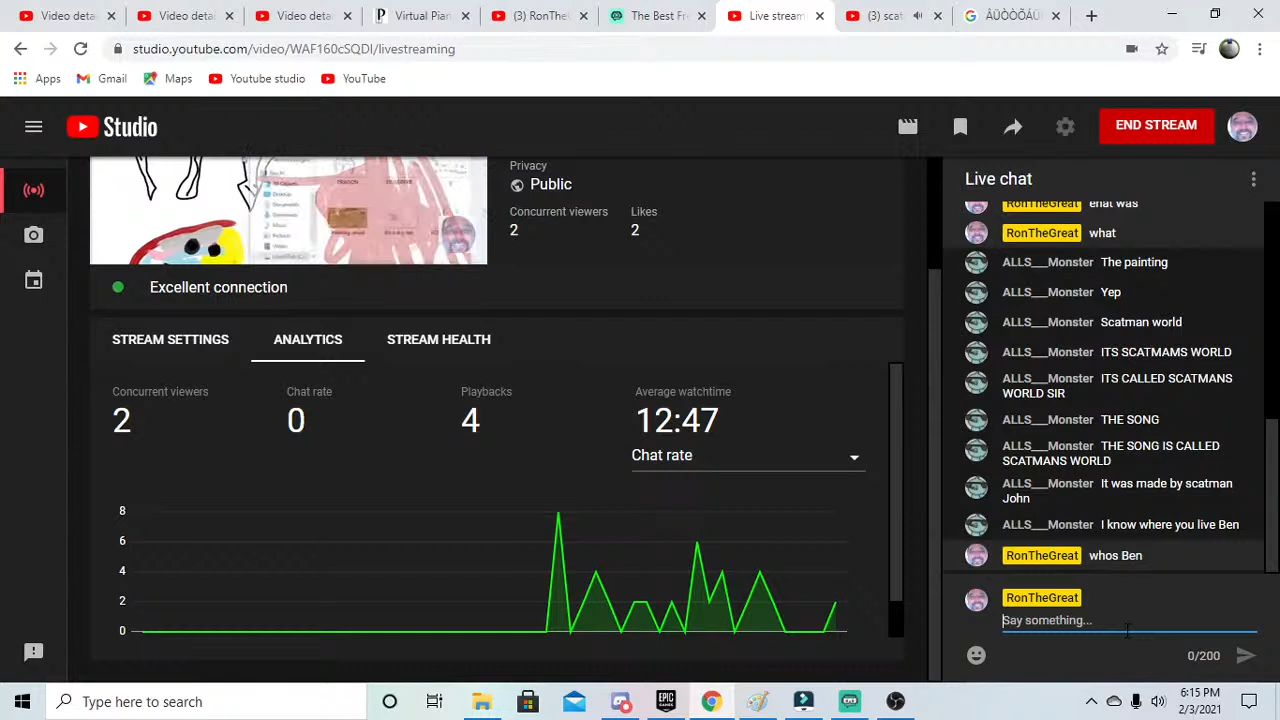 Video deta
Video deta
Video deta
Virtual Pian
(3) RonThe
The Best Fr
Live stream
(3) scat
ÄÜÒÖÕÁÚ
studio.youtube.com/video/WAF160cSQDI/livestreaming
Apps
Gmail
Maps
Youtube studio
YouTube
Studio
END STREAM
Privacy
Public
Concurrent viewers
Likes
2
2
Excellent connection
STREAM SETTINGS
ANALYTICS
STREAM HEALTH
Concurrent viewers
Chat rate
Playbacks
Average watchtime
2
0
4
12:47
Chat rate
8
6
4
2
0
Live chat
RonTheGreat what
ALLS___Monster The painting
ALLS___Monster Yep
ALLS___Monster Scatman world
ALLS___Monster ITS SCATMAMS WORLD
ALLS___Monster ITS CALLED SCATMANS
WORLD SIR
ALLS___Monster THE SONG
ALLS___Monster THE SONG IS CALLED
SCATMANS WORLD
ALLS___Monster It was made by scatman
John
ALLS___Monster I know where you live Ben
RonTheGreat whos Ben
RonTheGreat
Say something...
0/200
Type here to search
6:15 PM
2/3/2021